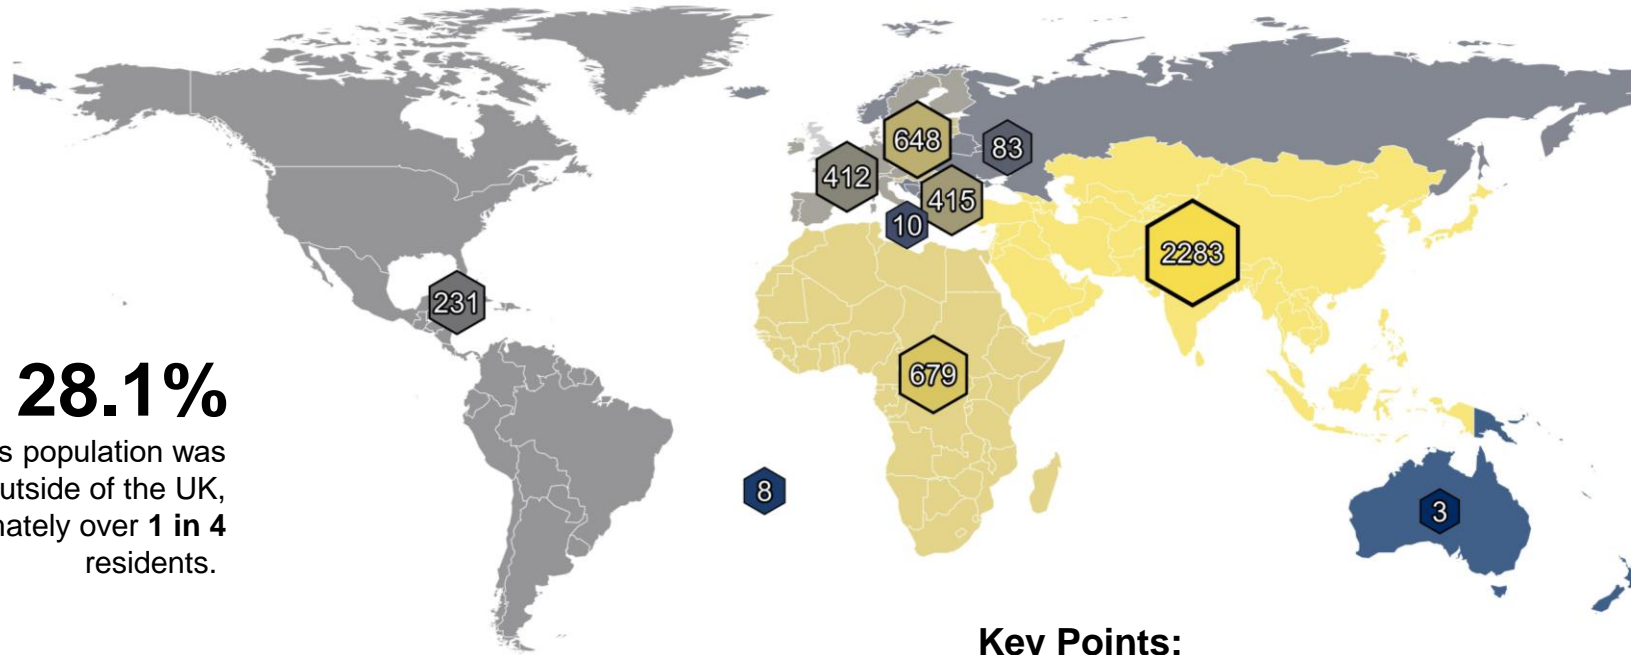 648
83
412
415
10
2283
231
679
28.1%
s population was
utside of the UK,
nately over 1 in 4
residents.
8
3
Key Points: